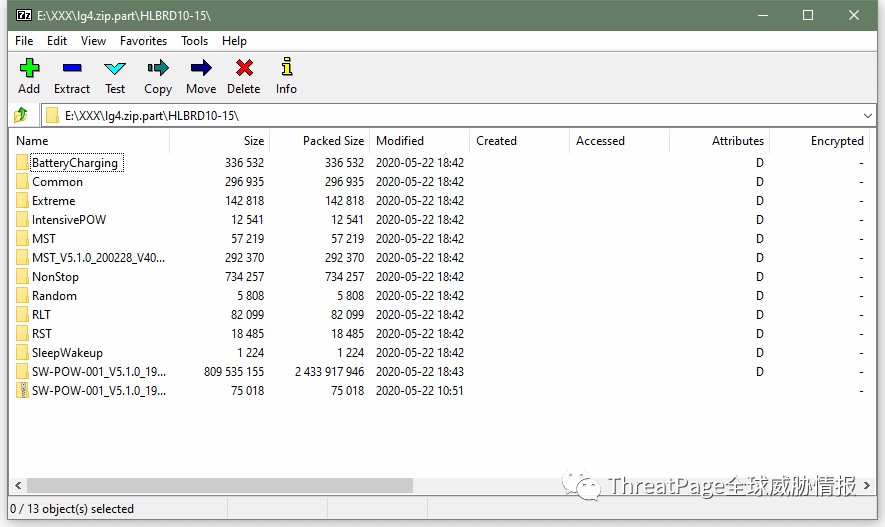 E:\XXX\lg4.zip.part\HLBRD10-15\
File Edit View Favorites Tools Help
Add Extract Test Copy Move Delete Info
E:\XXX\lg4.zip.part\HLBRD10-15\
Name Size Packed Size Modified Created Accessed Attributes Encrypted
BatteryCharging 336 532 336 532 2020-05-22 18:42 D -
Common 296 935 296 935 2020-05-22 18:42 D -
Extreme 142 818 142 818 2020-05-22 18:42 D -
IntensivePOW 12 541 12 541 2020-05-22 18:42 D -
MST 57 219 57 219 2020-05-22 18:42 D -
MST_V5.1.0_200228_V40... 292 370 292 370 2020-05-22 18:42 D -
NonStop 734 257 734 257 2020-05-22 18:42 D -
Random 5 808 5 808 2020-05-22 18:42 D -
RLT 82 099 82 099 2020-05-22 18:42 D -
RST 18 485 18 485 2020-05-22 18:42 D -
SleepWakeup 1 224 1 224 2020-05-22 18:42 D -
SW-POW-001_V5.1.0_19... 809 535 155 2 433 917 946 2020-05-22 18:43 D -
SW-POW-001_V5.1.0_19... 75 018 75 018 2020-05-22 10:51 -
ThreatPage全球威胁情报
0 / 13 object(s) selected